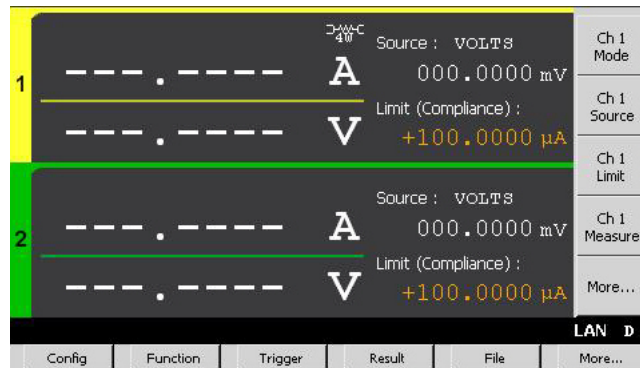 1
4W
Source : VOLTS
---.---- A
000.0000 mV
Limit (Compliance) :
---.---- V
+100.0000 µA
2
Source : VOLTS
---.---- A
000.0000 mV
Limit (Compliance) :
---.---- V
+100.0000 µA
Ch 1
Mode
Ch 1
Source
Ch 1
Limit
Ch 1
Measure
More...
LAN D
Config
Function
Trigger
Result
File
More...